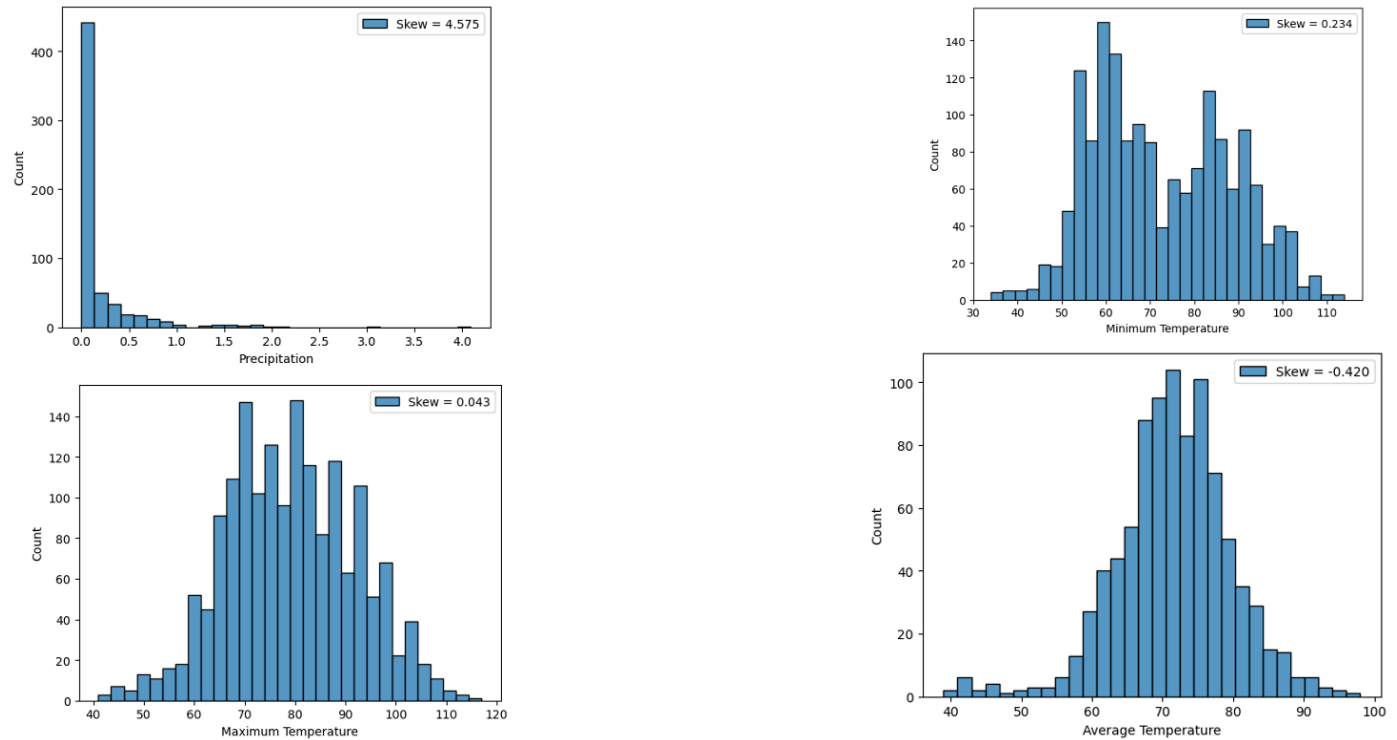 Skew = 4.575
400
300
200
100
0
Count
0.0 0.5 1.0 1.5 2.0 2.5 3.0 3.5 4.0
Precipitation
Skew = 0.234
140
120
100
80
60
40
20
0
Count
30 40 50 60 70 80 90 100 110
Minimum Temperature
Skew = 0.043
140
120
100
80
60
40
20
0
Count
40 50 60 70 80 90 100 110 120
Maximum Temperature
Skew = -0.420
100
80
60
40
20
0
Count
40 50 60 70 80 90 100
Average Temperature